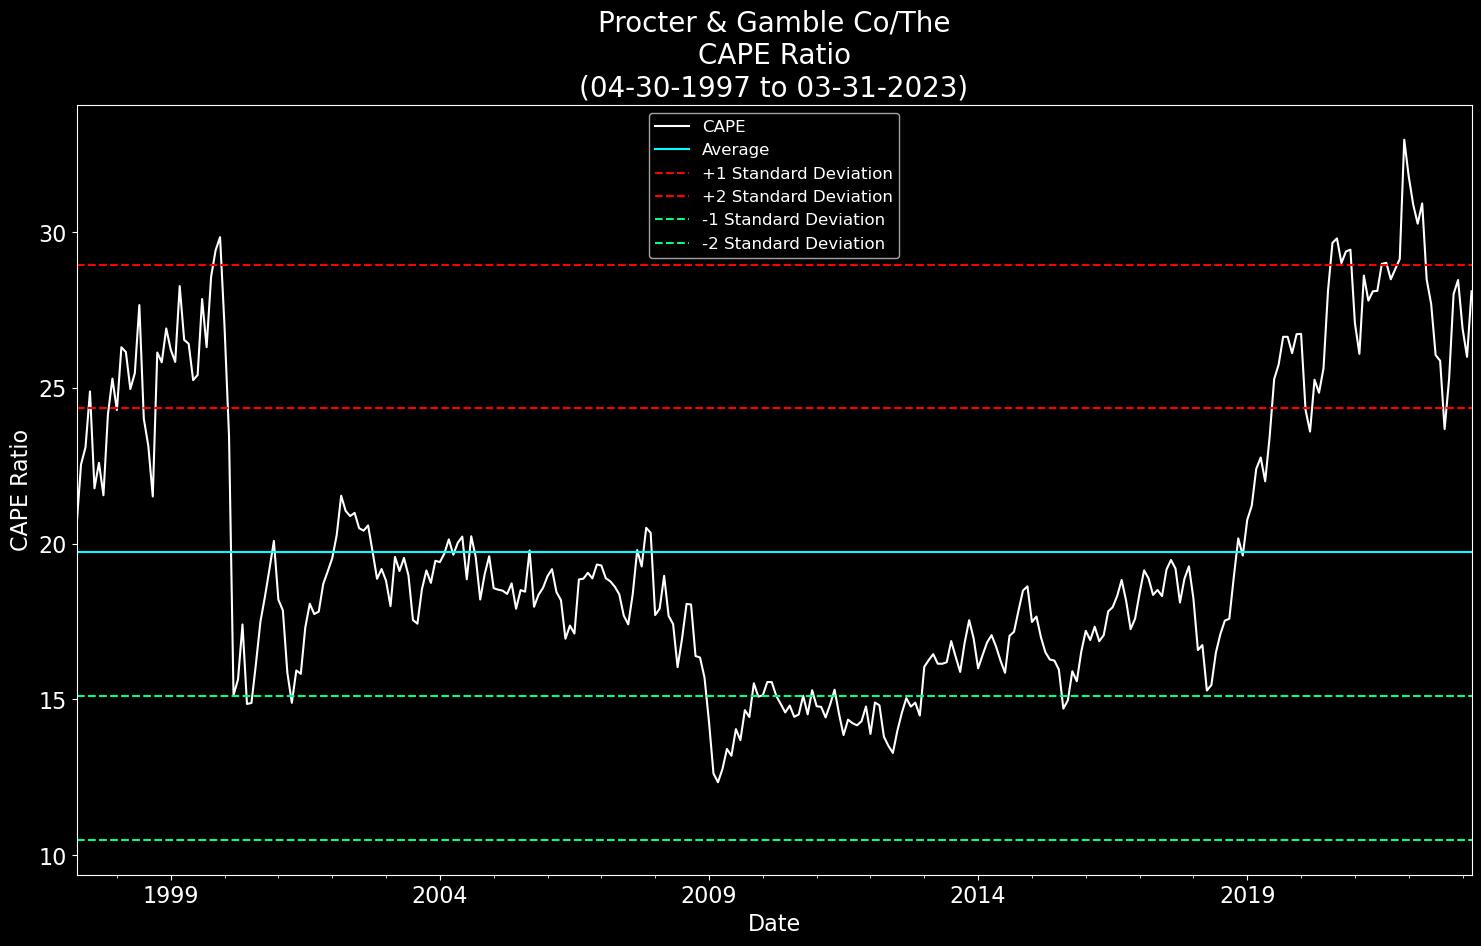 Procter & Gamble Co/The
CAPE Ratio
(04-30-1997 to 03-31-2023)
CAPE
Average
+1 Standard Deviation
+2 Standard Deviation
-1 Standard Deviation
-2 Standard Deviation
CAPE Ratio
30
25
20
15
10
1999
2004
2009
2014
2019
Date